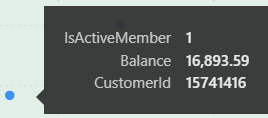 IsActiveMember 1
Balance 16,893.59
CustomerId 15741416